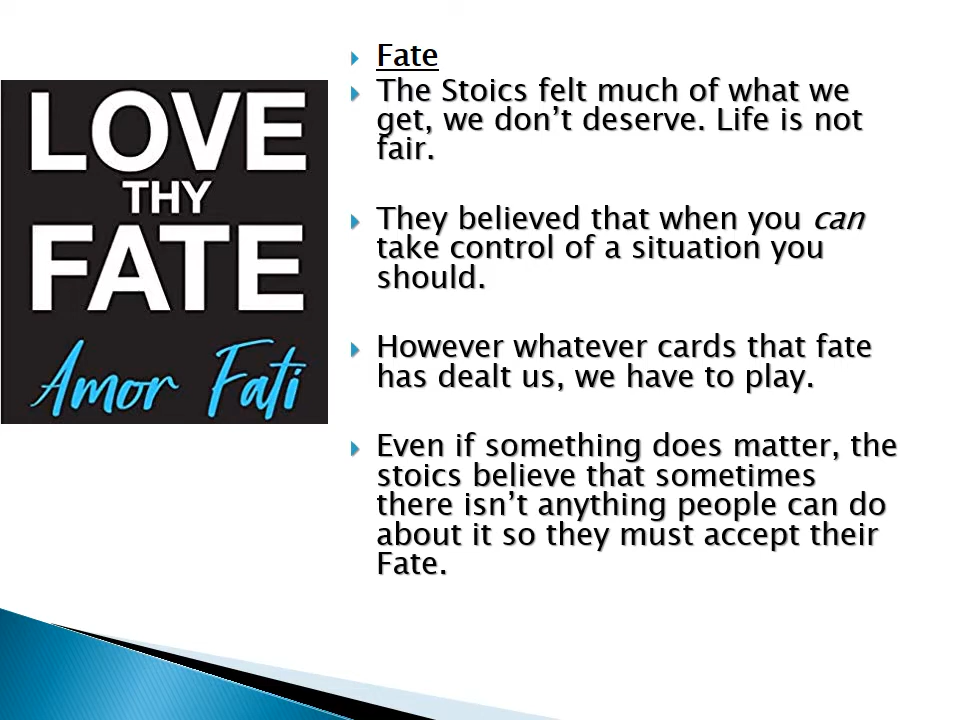 LOVE
THY
FATE
Amor Fati
Fate
The Stoics felt much of what we
get, we don’t deserve. Life is not
fair.
They believed that when you can
take control of a situation you
should.
However whatever cards that fate
has dealt us, we have to play.
Even if something does matter, the
stoics believe that sometimes
there isn’t anything people can do
about it so they must accept their
Fate.